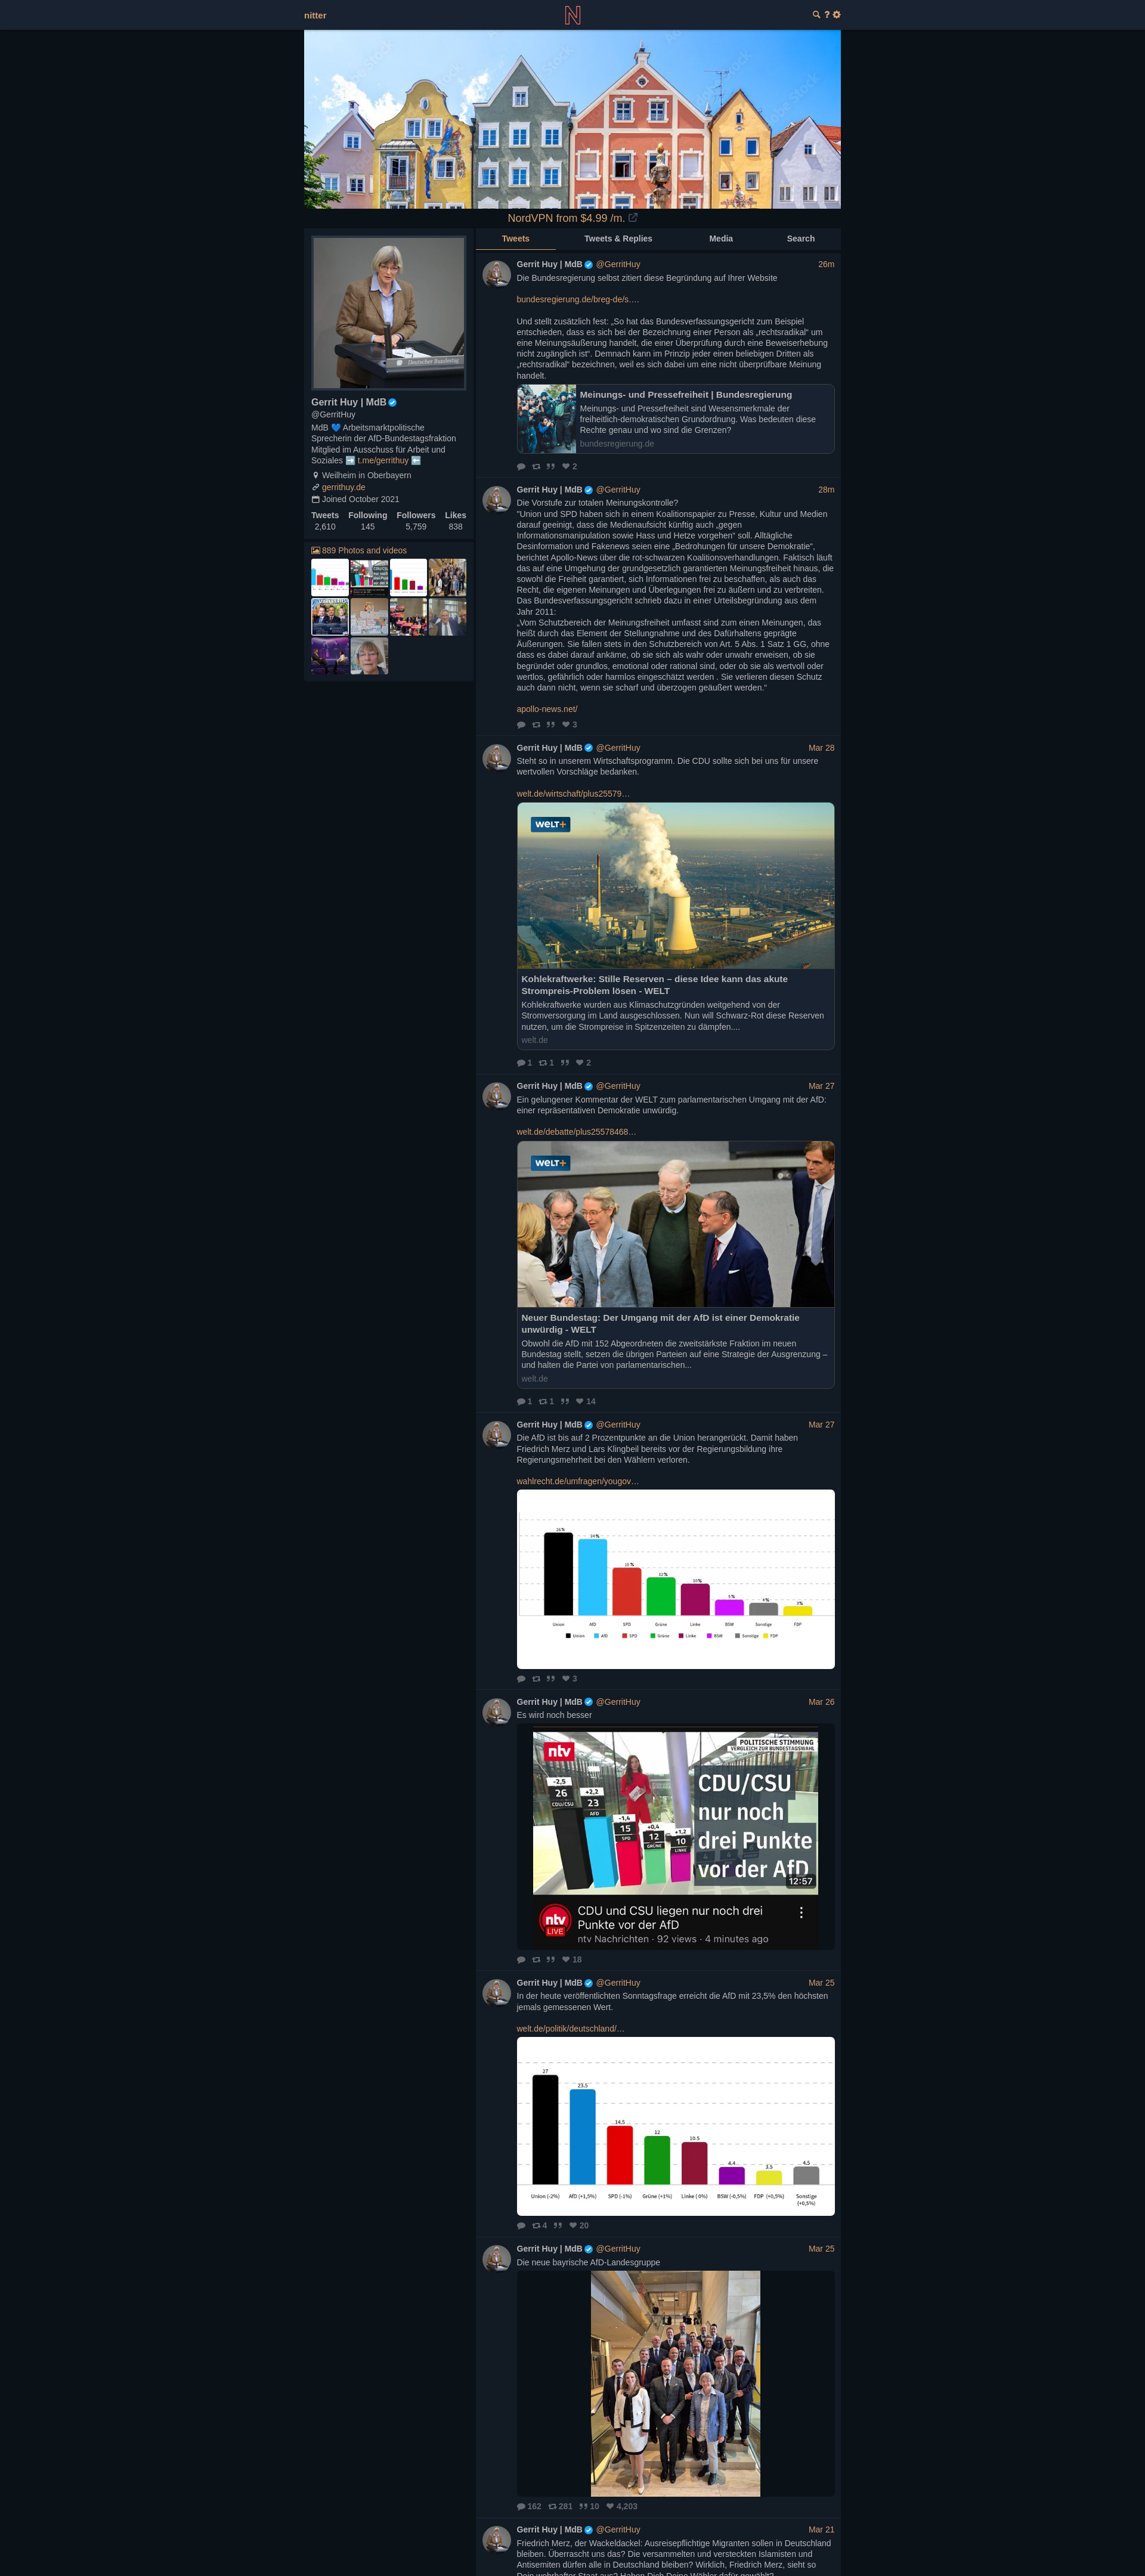 nitter
NordVPN from $4.99 /m.
Deutscher Bundestag
Gerrit Huy | MdB
@GerritHuy
MdB 💙 Arbeitsmarktpolitische
Sprecherin der AfD-Bundestagsfraktion
Mitglied im Ausschuss für Arbeit und
Soziales ➡️ t.me/gerrithuy ⬅️
Weilheim in Oberbayern
gerrithuy.de
Joined October 2021
Tweets Following Followers Likes
2,610 145 5,759 838
889 Photos and videos
Tweets Tweets & Replies Media Search
Gerrit Huy | MdB @GerritHuy 26m
Die Bundesregierung selbst zitiert diese Begründung auf Ihrer Website
bundesregierung.de/breg-de/s.…
Und stellt zusätzlich fest: „So hat das Bundesverfassungsgericht zum Beispiel
entschieden, dass es sich bei der Bezeichnung einer Person als „rechtsradikal“ um
eine Meinungsäußerung handelt, die einer Überprüfung durch eine Beweiserhebung
nicht zugänglich ist“. Demnach kann im Prinzip jeder einen beliebigen Dritten als
„rechtsradikal“ bezeichnen, weil es sich dabei um eine nicht überprüfbare Meinung
handelt.
Meinungs- und Pressefreiheit | Bundesregierung
Meinungs- und Pressefreiheit sind Wesensmerkmale der
freiheitlich-demokratischen Grundordnung. Was bedeuten diese
Rechte genau und wo sind die Grenzen?
bundesregierung.de
2
Gerrit Huy | MdB @GerritHuy 28m
Die Vorstufe zur totalen Meinungskontrolle?
"Union und SPD haben sich in einem Koalitionspapier zu Presse, Kultur und Medien
darauf geeinigt, dass die Medienaufsicht künftig auch „gegen
Informationsmanipulation sowie Hass und Hetze vorgehen“ soll. Alltägliche
Desinformation und Fakenews seien eine „Bedrohungen für unsere Demokratie“,
berichtet Apollo-News über die rot-schwarzen Koalitionsverhandlungen. Faktisch läuft
das auf eine Umgehung der grundgesetzlich garantierten Meinungsfreiheit hinaus, die
sowohl die Freiheit garantiert, sich Informationen frei zu beschaffen, als auch das
Recht, die eigenen Meinungen und Überlegungen frei zu äußern und zu verbreiten.
Das Bundesverfassungsgericht schrieb dazu in einer Urteilsbegründung aus dem
Jahr 2011:
„Vom Schutzbereich der Meinungsfreiheit umfasst sind zum einen Meinungen, das
heißt durch das Element der Stellungnahme und des Dafürhaltens geprägte
Äußerungen. Sie fallen stets in den Schutzbereich von Art. 5 Abs. 1 Satz 1 GG, ohne
dass es dabei darauf ankäme, ob sie sich als wahr oder unwahr erweisen, ob sie
begründet oder grundlos, emotional oder rational sind, oder ob sie als wertvoll oder
wertlos, gefährlich oder harmlos eingeschätzt werden . Sie verlieren diesen Schutz
auch dann nicht, wenn sie scharf und überzogen geäußert werden.“
apollo-news.net/
3
Gerrit Huy | MdB @GerritHuy Mar 28
Steht so in unserem Wirtschaftsprogramm. Die CDU sollte sich bei uns für unsere
wertvollen Vorschläge bedanken.
welt.de/wirtschaft/plus25579…
WELT+
Kohlekraftwerke: Stille Reserven – diese Idee kann das akute
Strompreis-Problem lösen - WELT
Kohlekraftwerke wurden aus Klimaschutzgründen weitgehend von der
Stromversorgung im Land ausgeschlossen. Nun will Schwarz-Rot diese Reserven
nutzen, um die Strompreise in Spitzenzeiten zu dämpfen....
welt.de
1 1 2
Gerrit Huy | MdB @GerritHuy Mar 27
Ein gelungener Kommentar der WELT zum parlamentarischen Umgang mit der AfD:
einer repräsentativen Demokratie unwürdig.
welt.de/debatte/plus25578468…
WELT+
Neuer Bundestag: Der Umgang mit der AfD ist einer Demokratie
unwürdig - WELT
Obwohl die AfD mit 152 Abgeordneten die zweitstärkste Fraktion im neuen
Bundestag stellt, setzen die übrigen Parteien auf eine Strategie der Ausgrenzung –
und halten die Partei von parlamentarischen...
welt.de
1 1 14
Gerrit Huy | MdB @GerritHuy Mar 27
Die AfD ist bis auf 2 Prozentpunkte an die Union herangerückt. Damit haben
Friedrich Merz und Lars Klingbeil bereits vor der Regierungsbildung ihre
Regierungsmehrheit bei den Wählern verloren.
wahlrecht.de/umfragen/yougov…
26% 24% 15% 12% 10% 5% 4% 3%
Union AfD SPD Grüne Linke BSW Sonstige FDP
Union AfD SPD Grüne Linke BSW Sonstige FDP
3
Gerrit Huy | MdB @GerritHuy Mar 26
Es wird noch besser
POLITISCHE STIMMUNG
VERGLEICH ZUR BUNDESTAGSWAHL
ntv
-2,5 26 CDU/CSU
+2,2 23 AFD
-1,4 15 SPD
+0,4 12 GRÜNE
+1,2 10 LINKE
CDU/CSU
nur noch
drei Punkte
vor der AfD
12:57
ntv LIVE
CDU und CSU liegen nur noch drei
Punkte vor der AfD
ntv Nachrichten · 92 views · 4 minutes ago
18
Gerrit Huy | MdB @GerritHuy Mar 25
In der heute veröffentlichten Sonntagsfrage erreicht die AfD mit 23,5% den höchsten
jemals gemessenen Wert.
welt.de/politik/deutschland/…
27 23.5 14.5 12 10.5 4.4 3.5 4.5
Union (-2%) AfD (+1,5%) SPD (-1%) Grüne (+1%) Linke ( 0%) BSW (-0,5%) FDP (+0,5%) Sonstige
(+0,5%)
4 20
Gerrit Huy | MdB @GerritHuy Mar 25
Die neue bayrische AfD-Landesgruppe
162 281 10 4,203
Gerrit Huy | MdB @GerritHuy Mar 21
Friedrich Merz, der Wackeldackel: Ausreisepflichtige Migranten sollen in Deutschland
bleiben. Überrascht uns das? Die versammelten und versteckten Islamisten und
Antisemiten dürfen alle in Deutschland bleiben? Wirklich, Friedrich Merz, sieht so